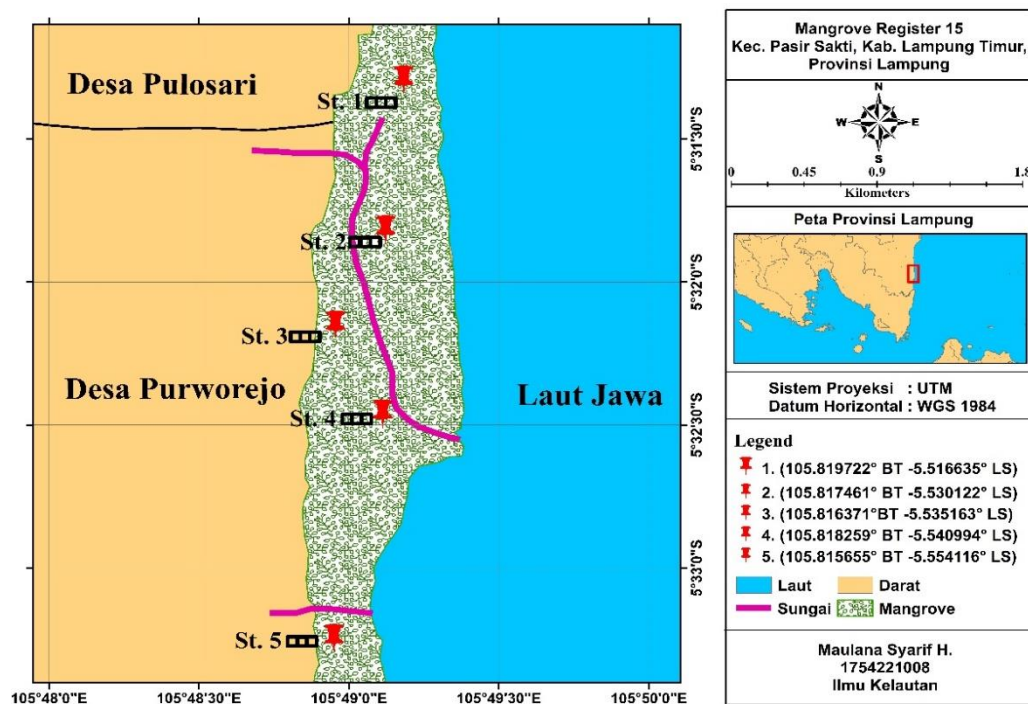 Desa Pulosari
St. 1
St. 2
St. 3
Desa Purworejo
St. 4
Laut Jawa
St. 5
5°31'30"S
5°32'0"S
5°32'30"S
5°33'0"S
105°48'0"E
105°48'30"E
105°49'0"E
105°49'30"E
105°50'0"E
Mangrove Register 15
Kec. Pasir Sakti, Kab. Lampung Timur,
Provinsi Lampung
N
W E
S
0 0.45 0.9 1.8
Kilometers
Peta Provinsi Lampung
Sistem Proyeksi : UTM
Datum Horizontal : WGS 1984
Legend
1. (105.819722° BT -5.516635° LS)
2. (105.817461° BT -5.530122° LS)
3. (105.816371°BT -5.535163° LS)
4. (105.818259° BT -5.540994° LS)
5. (105.815655° BT -5.554116° LS)
Laut Darat
Sungai Mangrove
Maulana Syarif H.
1754221008
Ilmu Kelautan